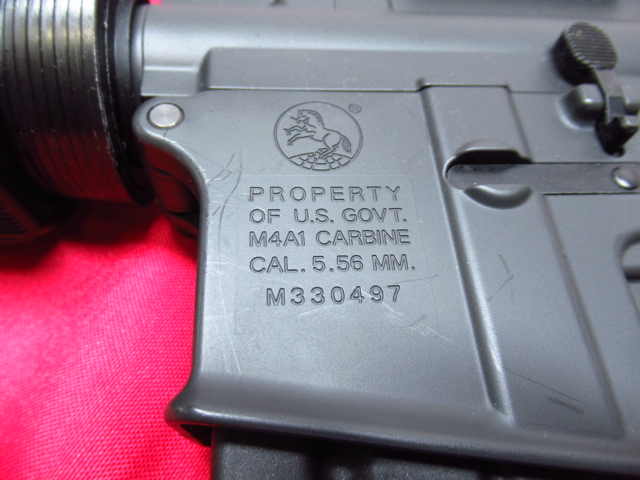 ®
PROPERTY
OF U.S. GOVT.
M4A1 CARBINE
CAL. 5.56 MM.
M330497